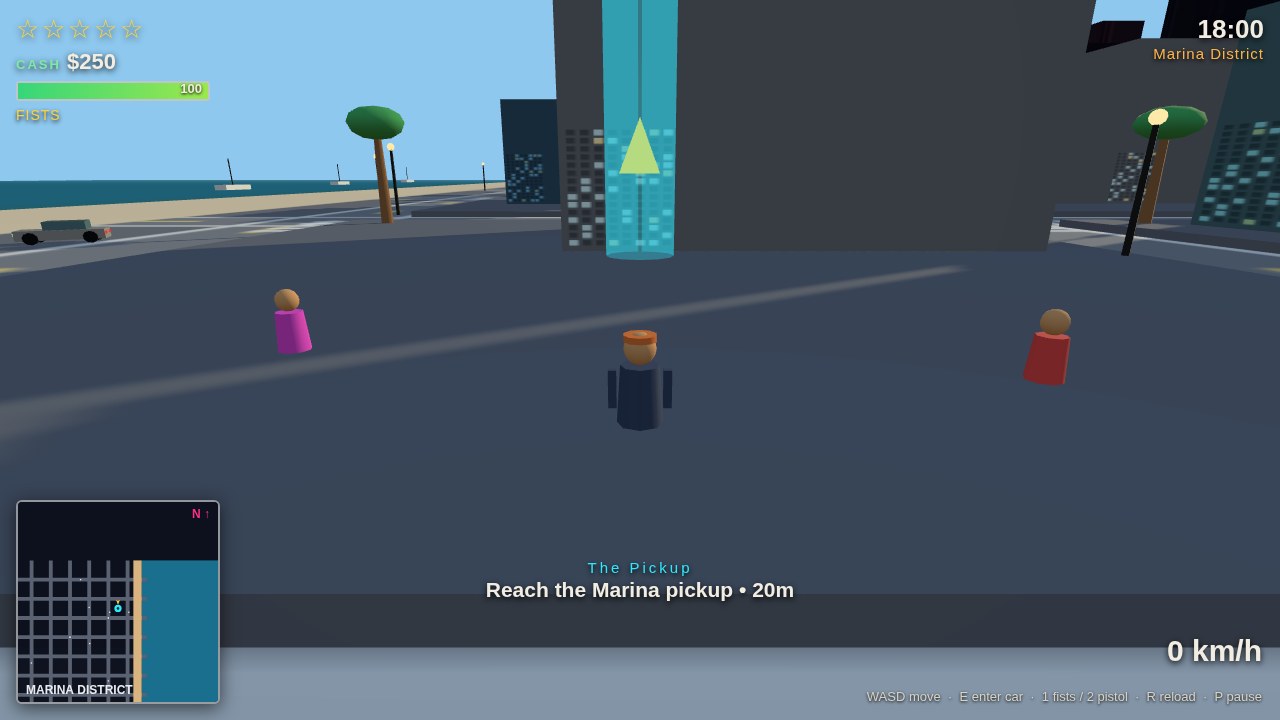 ☆☆☆☆☆
CASH $250
100
FISTS
18:00
Marina District
N ↑
MARINA DISTRICT
The Pickup
Reach the Marina pickup • 20m
0 km/h
WASD move · E enter car · 1 fists / 2 pistol · R reload · P pause